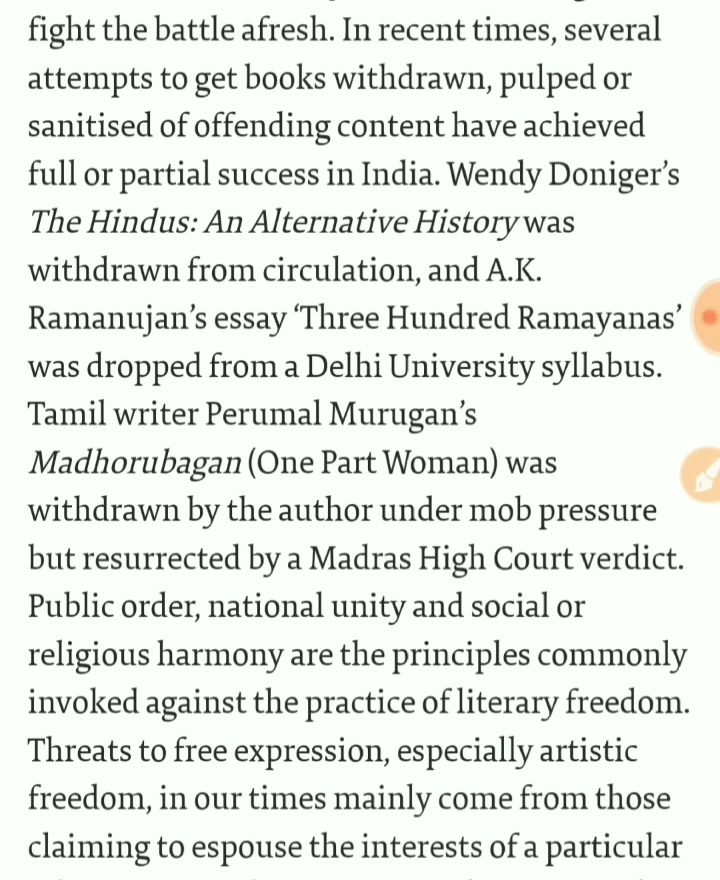 fight the battle afresh. In recent times, several
attempts to get books withdrawn, pulped or
sanitised of offending content have achieved
full or partial success in India. Wendy Doniger’s
The Hindus: An Alternative History was
withdrawn from circulation, and A.K.
Ramanujan’s essay ‘Three Hundred Ramayanas’
was dropped from a Delhi University syllabus.
Tamil writer Perumal Murugan’s
Madhorubagan (One Part Woman) was
withdrawn by the author under mob pressure
but resurrected by a Madras High Court verdict.
Public order, national unity and social or
religious harmony are the principles commonly
invoked against the practice of literary freedom.
Threats to free expression, especially artistic
freedom, in our times mainly come from those
claiming to espouse the interests of a particular